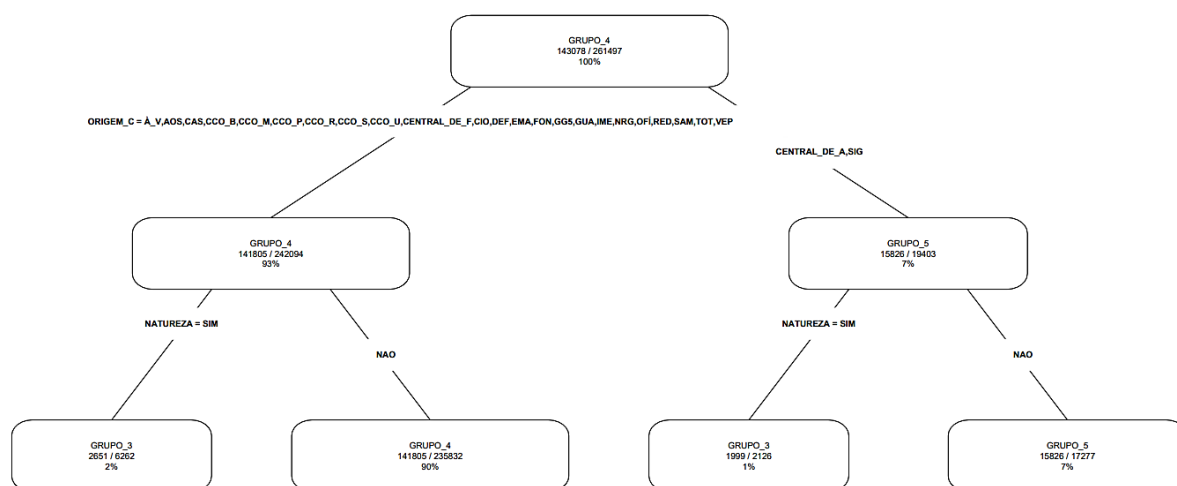 GRUPO_4
143078 / 261497
100%
ORIGEM_C = À_V,AOS,CAS,CCO_B,CCO_M,CCO_P,CCO_R,CCO_S,CCO_U,CENTRAL_DE_F,CIO,DEF,EMA,FON,GG5,GUA,IME,NRG,OFÍ,RED,SAM,TOT,VEP
CENTRAL_DE_A,SIG
GRUPO_4
141805 / 242094
93%
GRUPO_5
15826 / 19403
7%
NATUREZA = SIM
NAO
NATUREZA = SIM
NAO
GRUPO_3
2651 / 6262
2%
GRUPO_4
141805 / 235832
90%
GRUPO_3
1999 / 2126
1%
GRUPO_5
15826 / 17277
7%